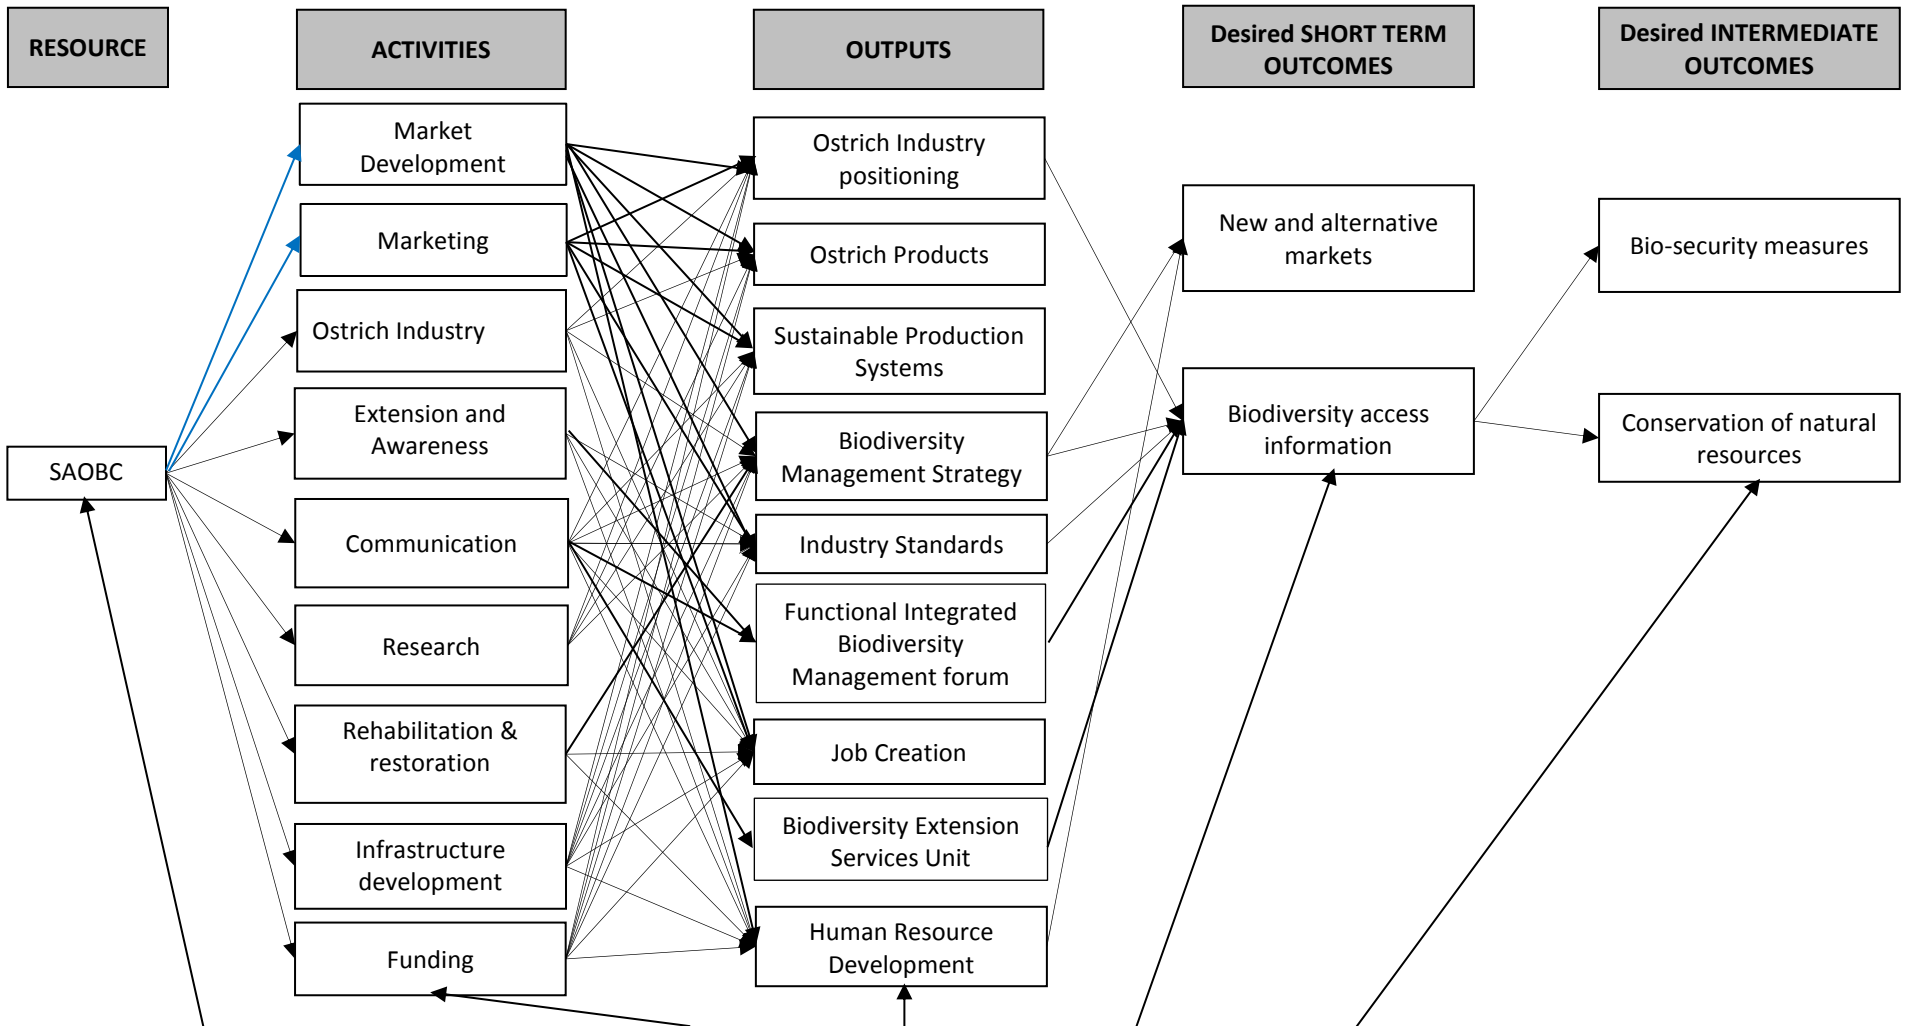 RESOURCE
ACTIVITIES
OUTPUTS
Desired SHORT TERM
OUTCOMES
Desired INTERMEDIATE
OUTCOMES
SAOBC
Market
Development
Marketing
Ostrich Industry
Extension and
Awareness
Communication
Research
Rehabilitation &
restoration
Infrastructure
development
Funding
Ostrich Industry
positioning
Ostrich Products
Sustainable Production
Systems
Biodiversity
Management Strategy
Industry Standards
Functional Integrated
Biodiversity
Management forum
Job Creation
Biodiversity Extension
Services Unit
Human Resource
Development
New and alternative
markets
Biodiversity access
information
Bio-security measures
Conservation of natural
resources